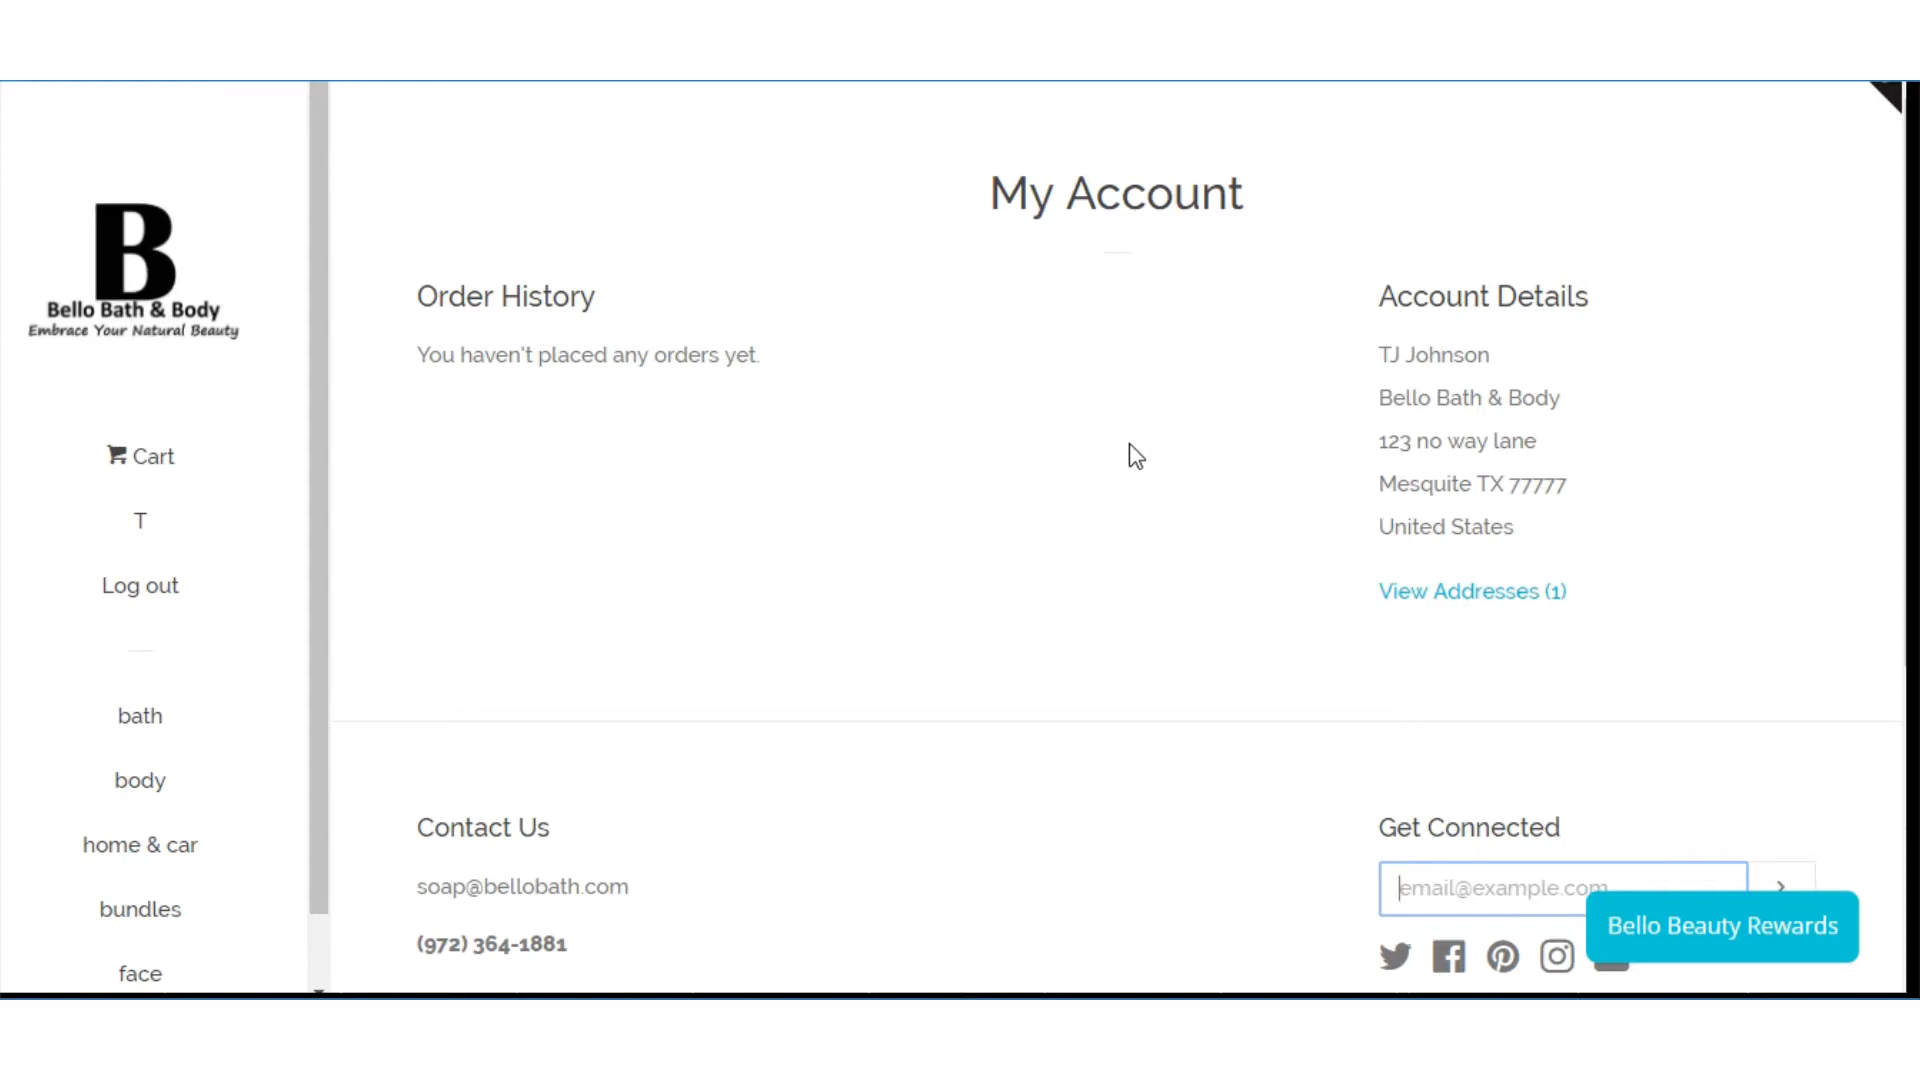 B
Bello Bath & Body
Embrace Your Natural Beauty
Cart
T
Log out
bath
body
home & car
bundles
face
My Account
Order History
You haven't placed any orders yet.
Account Details
TJ Johnson
Bello Bath & Body
123 no way lane
Mesquite TX 77777
United States
View Addresses (1)
Contact Us
soap@bellobath.com
(972) 364-1881
Get Connected
email@example.com
Bello Beauty Rewards